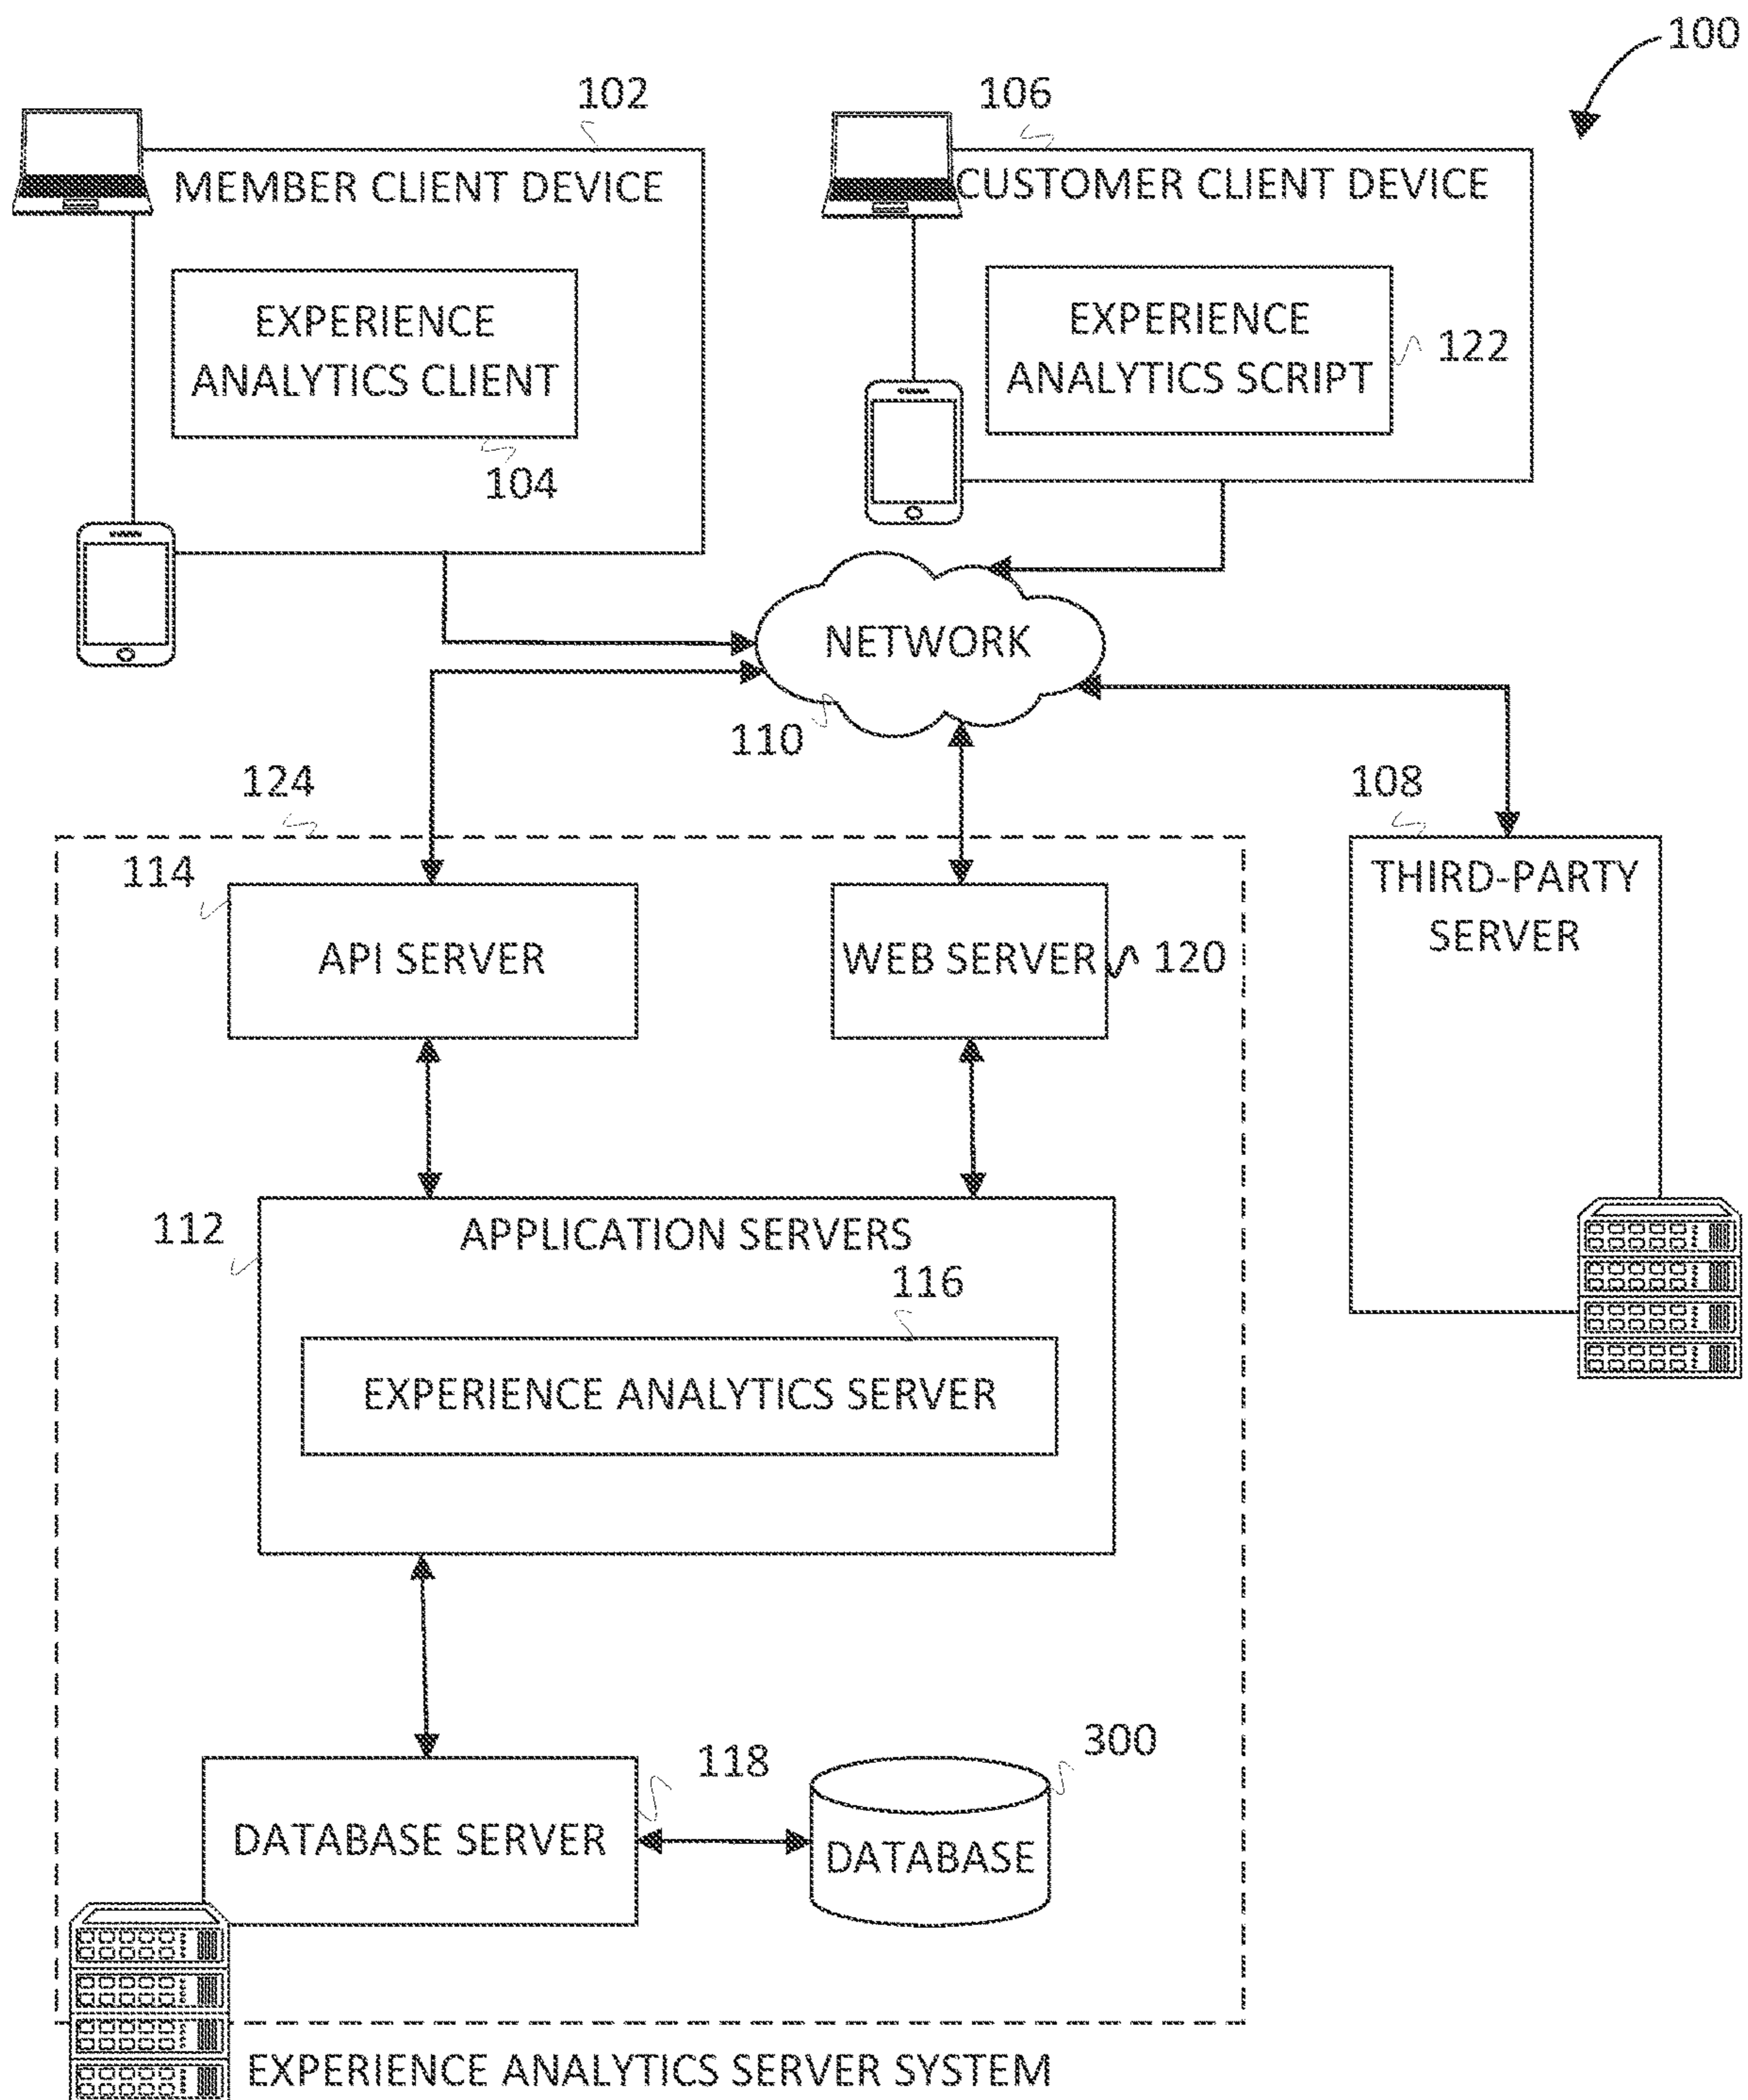 100
102
106
MEMBER CLIENT DEVICE
CUSTOMER CLIENT DEVICE
EXPERIENCE
ANALYTICS CLIENT
104
EXPERIENCE
ANALYTICS SCRIPT
122
NETWORK
110
124
108
114
API SERVER
WEB SERVER
120
THIRD-PARTY
SERVER
112
APPLICATION SERVERS
116
EXPERIENCE ANALYTICS SERVER
118
300
DATABASE SERVER
DATABASE
EXPERIENCE ANALYTICS SERVER SYSTEM